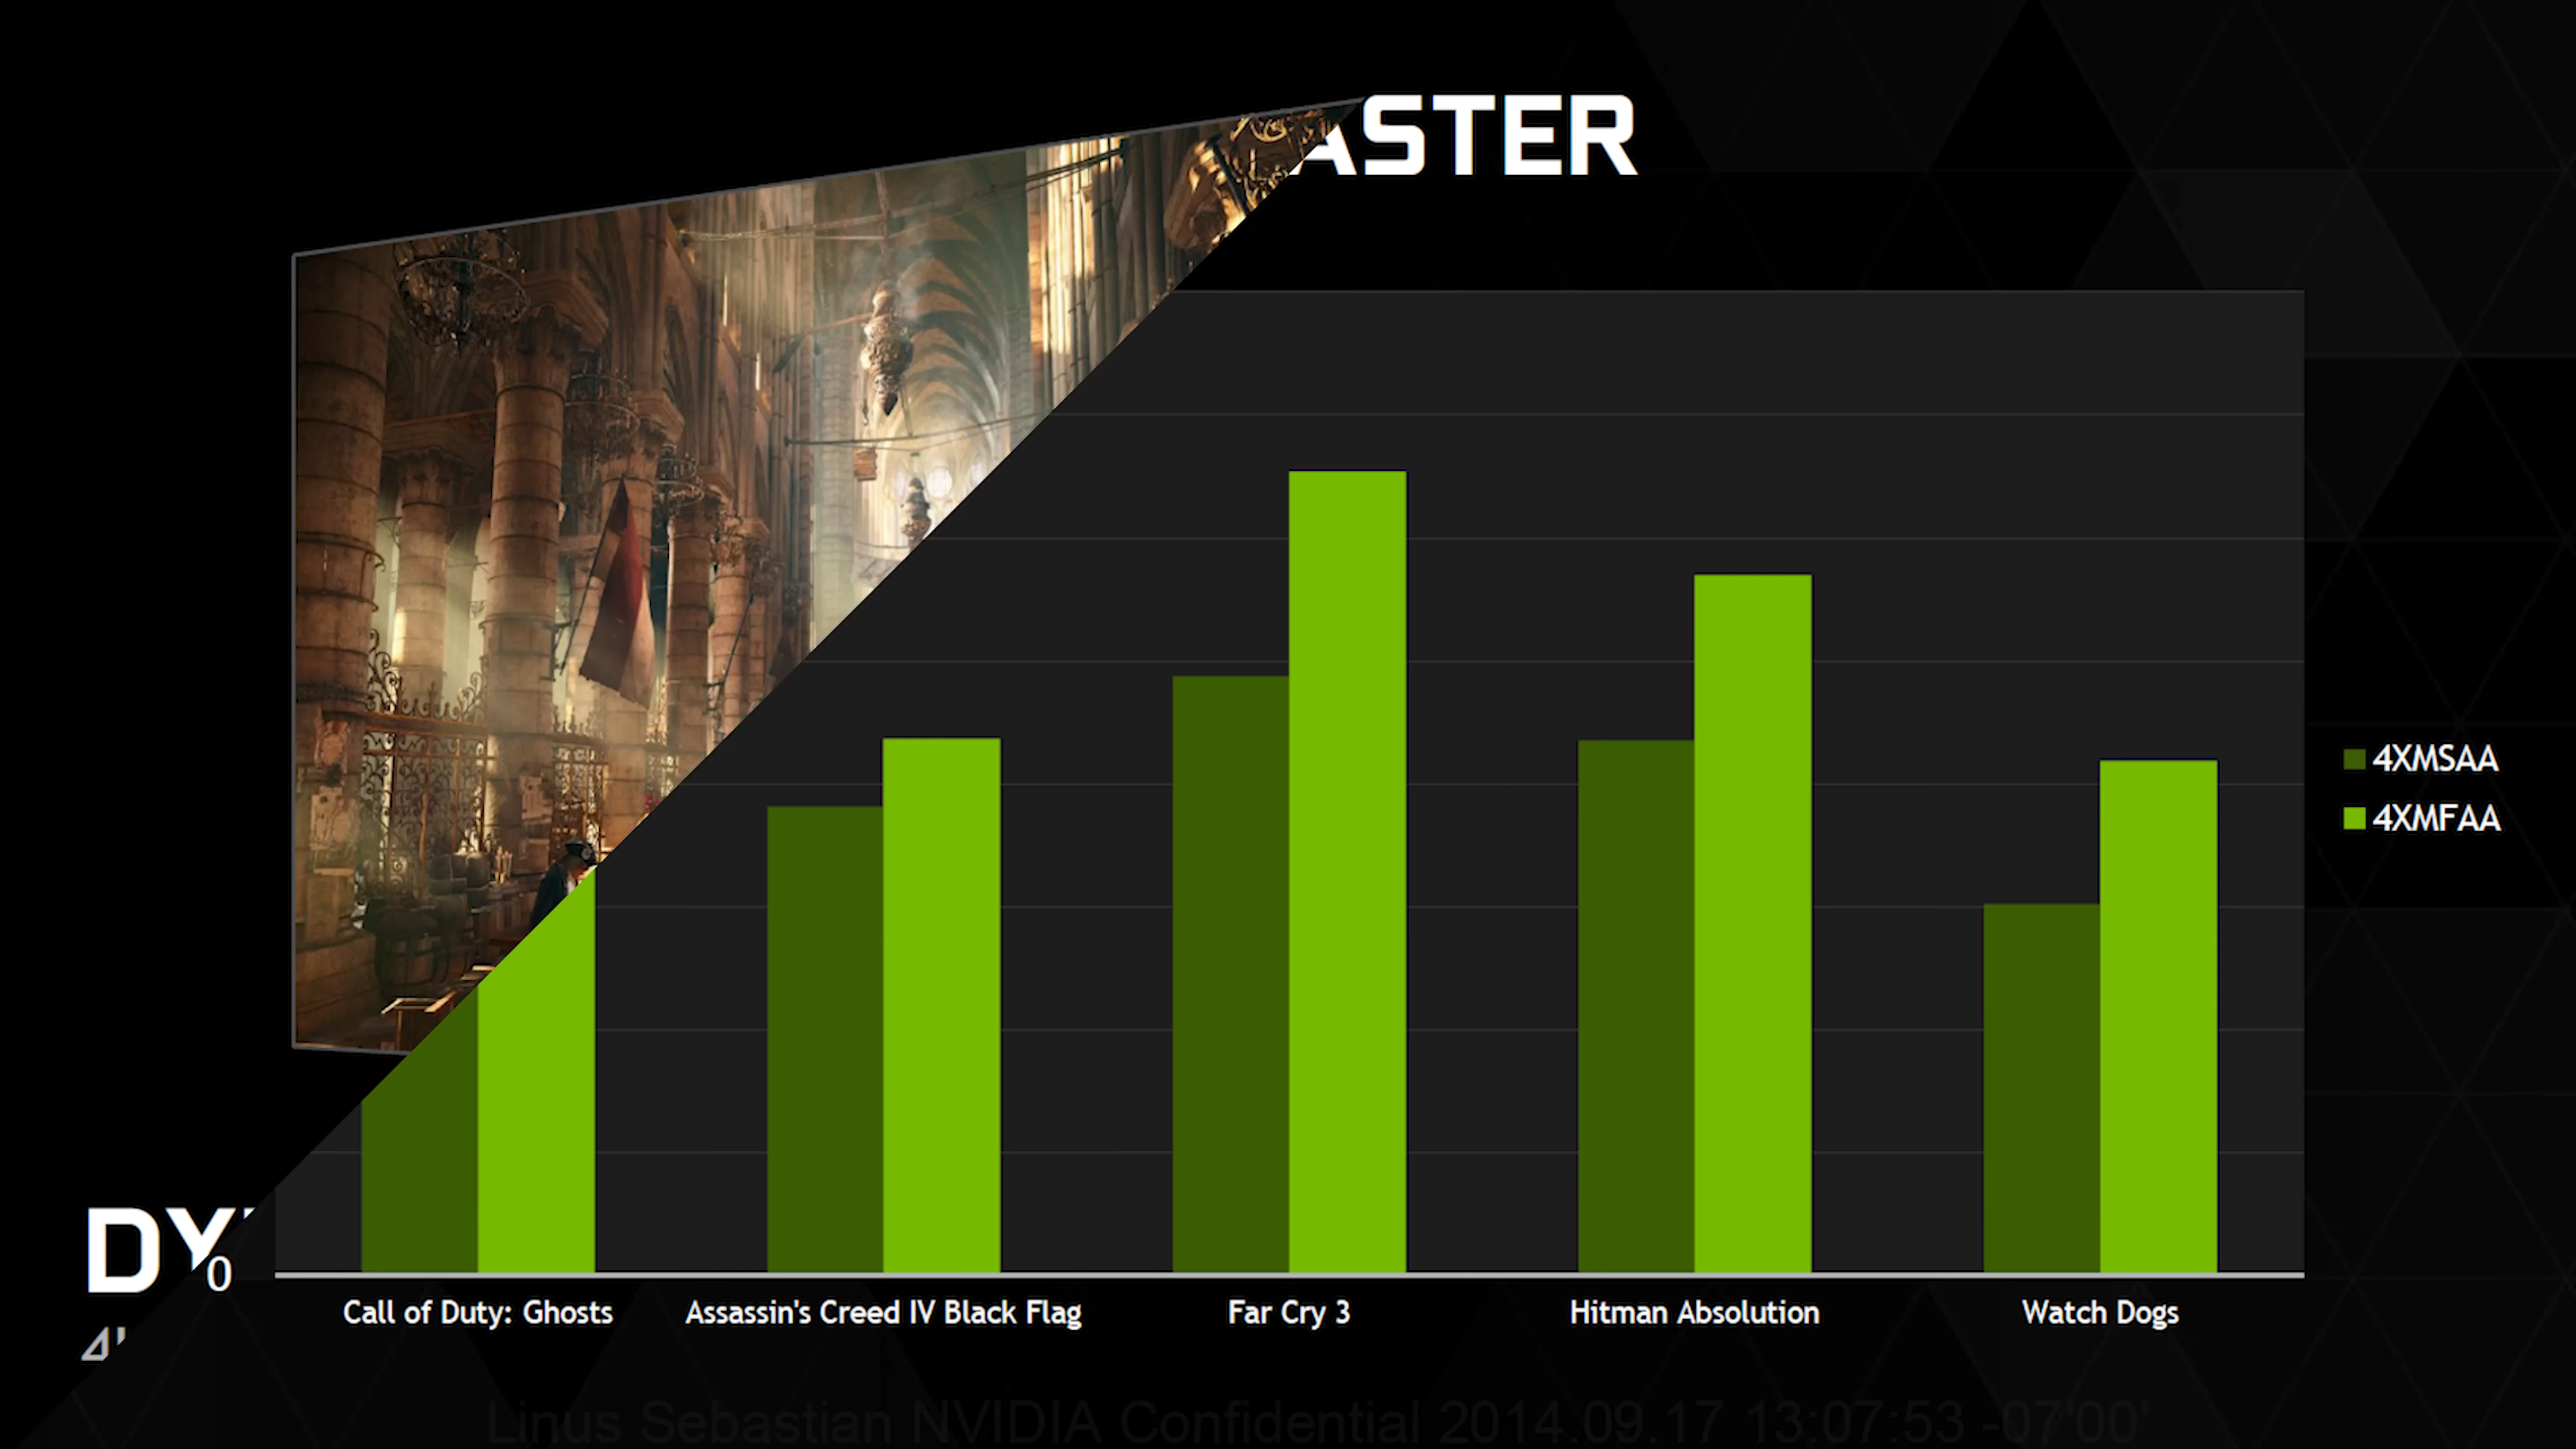 ASTER
4XMSAA
4XMFAA
DY
0
Call of Duty: Ghosts
Assassin's Creed IV Black Flag
Far Cry 3
Hitman Absolution
Watch Dogs
Linus Sebastian NVIDIA Confidential 2014.09.17 13:07:53 -07'00'